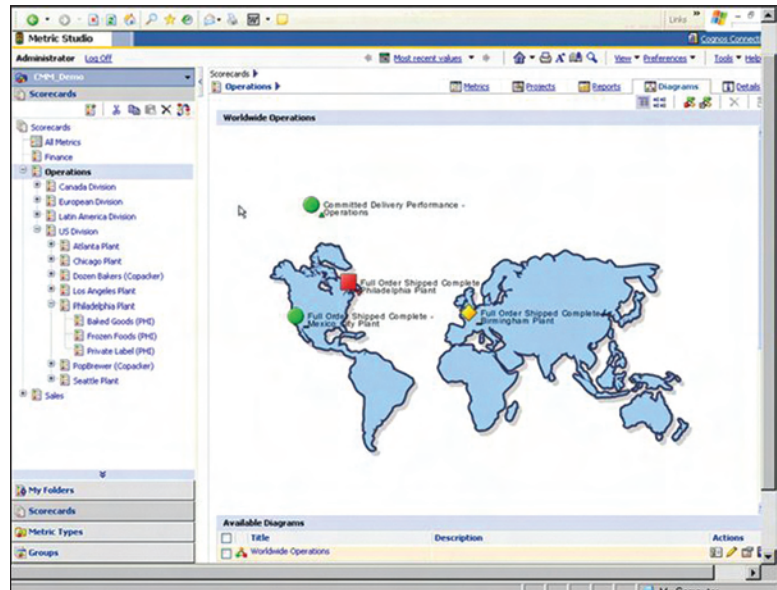 Links »
Metric Studio
Cognos Connect
Administrator Log Off
Most recent values
View Preferences Tools Help
CMM_Demo
Scorecards
Scorecards
All Metrics
Finance
Operations
Canada Division
European Division
Latin America Division
US Division
Atlanta Plant
Chicago Plant
Dozen Bakers (Copacker)
Los Angeles Plant
Philadelphia Plant
Baked Goods (PHI)
Frozen Foods (PHI)
Private Label (PHI)
PopBrewer (Copacker)
Seattle Plant
Sales
My Folders
Scorecards
Metric Types
Groups
Scorecards
Operations
Metrics Projects Reports Diagrams Details
Worldwide Operations
Committed Delivery Performance -
Operations
Full Order Shipped Complete
Philadelphia Plant
Full Order Shipped Complete -
Mexico City Plant
Full Order Shipped Complete
Birmingham Plant
Available Diagrams
Title Description Actions
Worldwide Operations